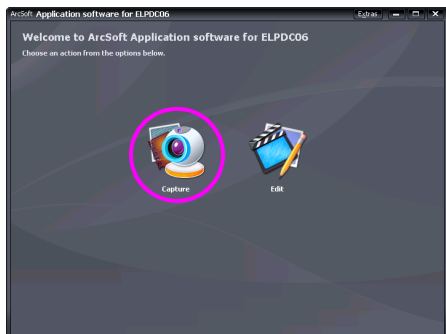 ArcSoft Application software for ELPDC06
Extras
Welcome to ArcSoft Application software for ELPDC06
Choose an action from the options below.
Capture
Edit